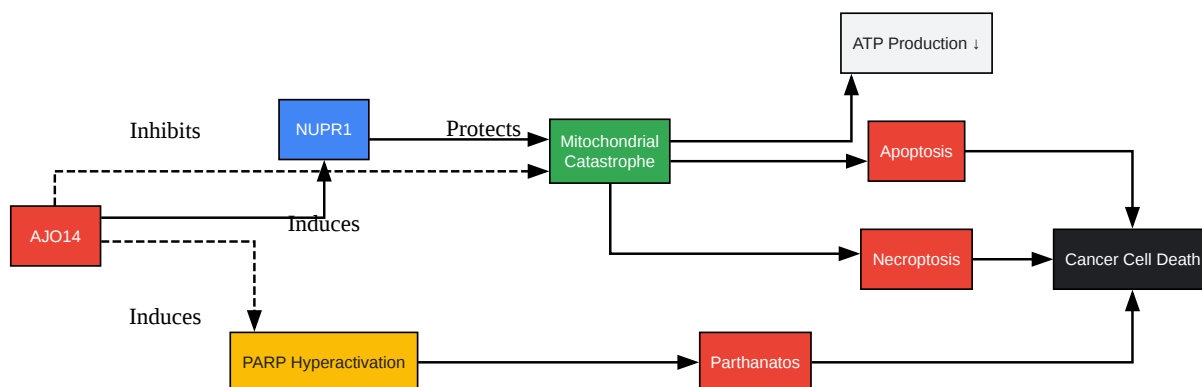 ATP Production ↓
Inhibits
NUPR1
Protects
Mitochondrial
Catastrophe
Apoptosis
AJO14
Induces
Necroptosis
Cancer Cell Death
Induces
PARP Hyperactivation
Parthanatos